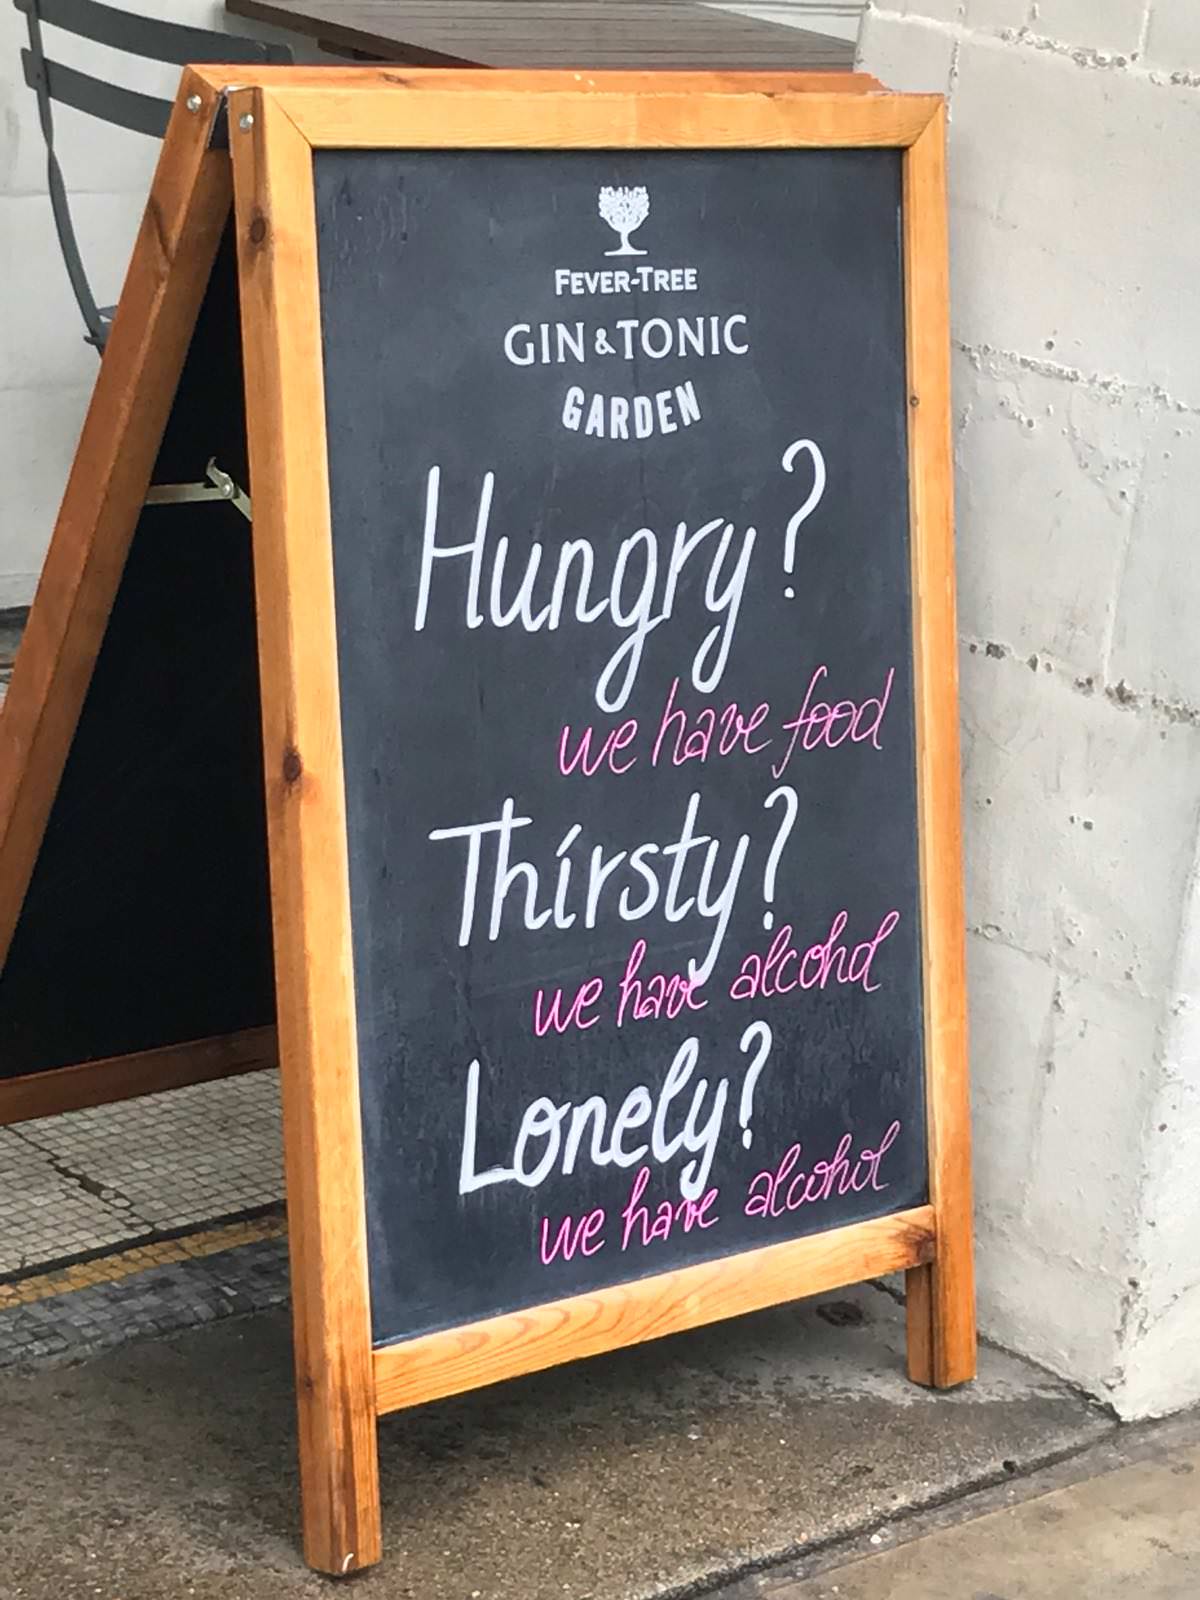 FEVER-TREE
GIN & TONIC
GARDEN
Hungry?
we have food
Thirsty?
we have alcohol
Lonely?
we have alcohol